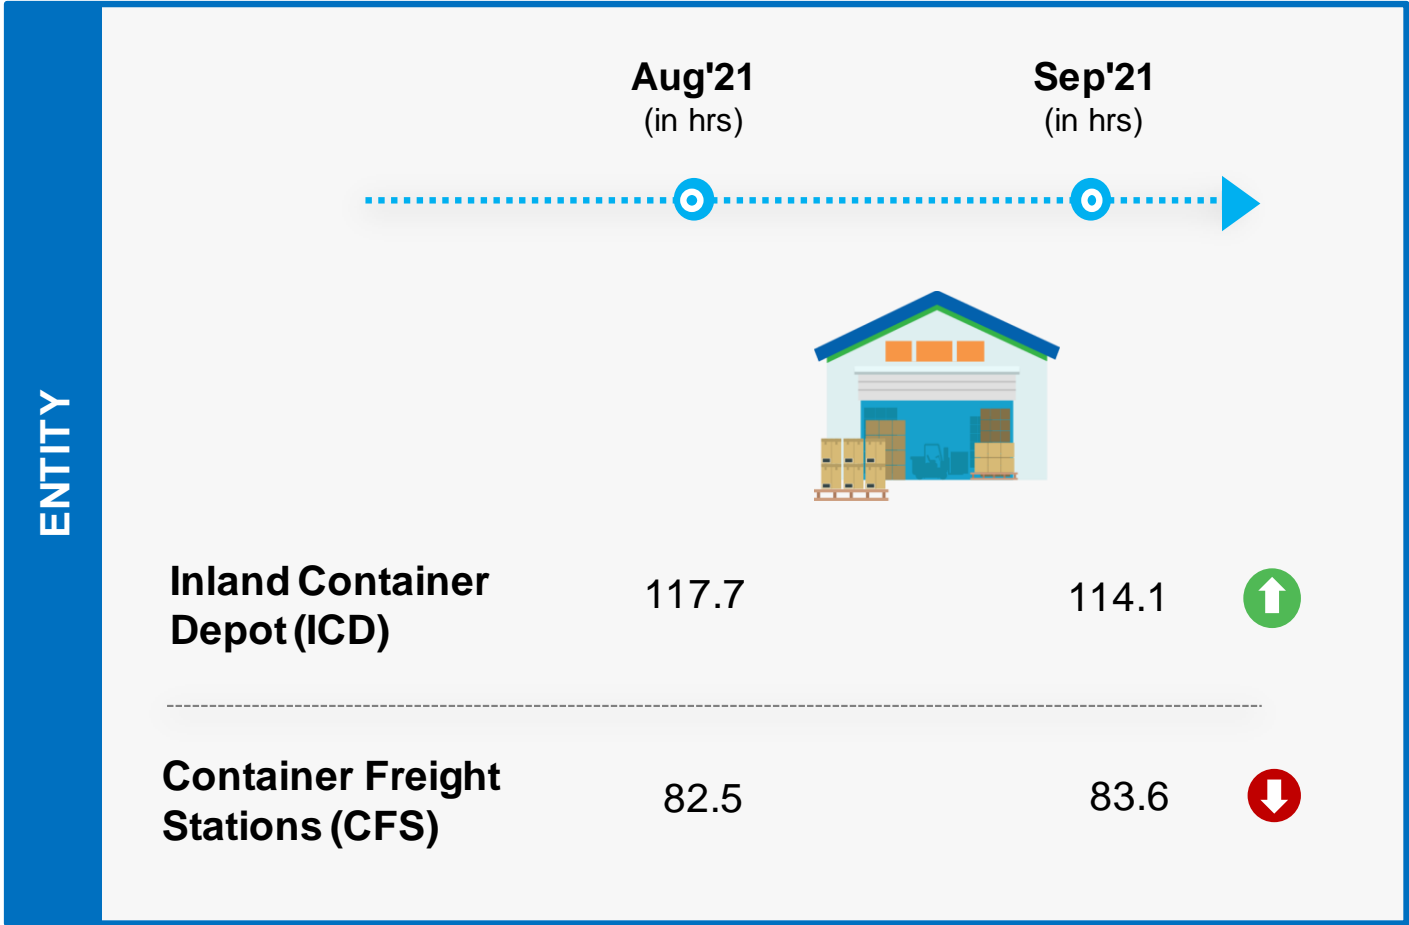 ENTITY
Aug'21
(in hrs)
Sep'21
(in hrs)
Inland Container
Depot (ICD)
117.7
114.1
Container Freight
Stations (CFS)
82.5
83.6